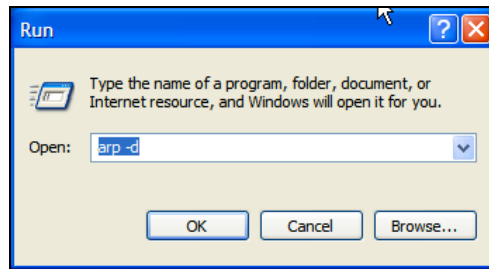 Run
Type the name of a program, folder, document, or
Internet resource, and Windows will open it for you.
Open: arp -d
OK Cancel Browse...